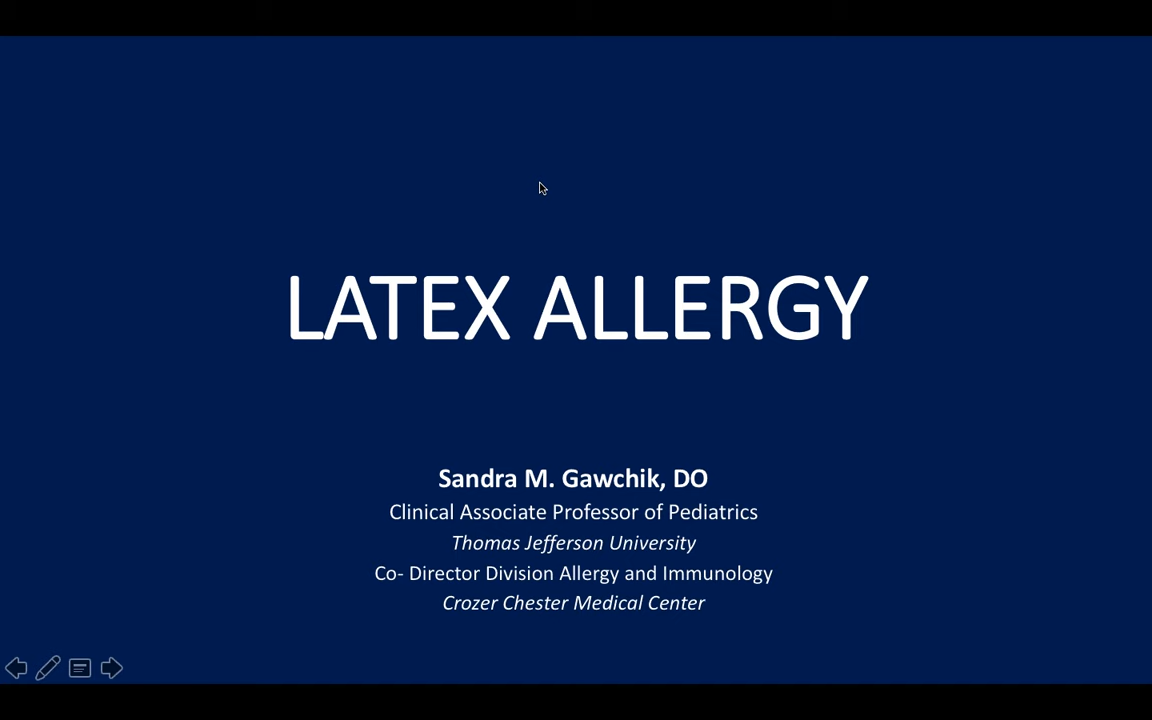 LATEX ALLERGY
Sandra M. Gawchik, DO
Clinical Associate Professor of Pediatrics
Thomas Jefferson University
Co- Director Division Allergy and Immunology
Crozer Chester Medical Center